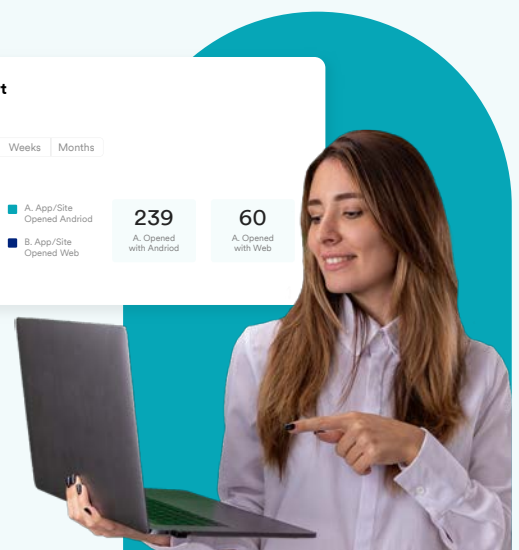 t
Weeks
Months
A. App/Site
Opened Andriod
B. App/Site
Opened Web
239
A. Opened
with Andriod
60
A. Opened
with Web